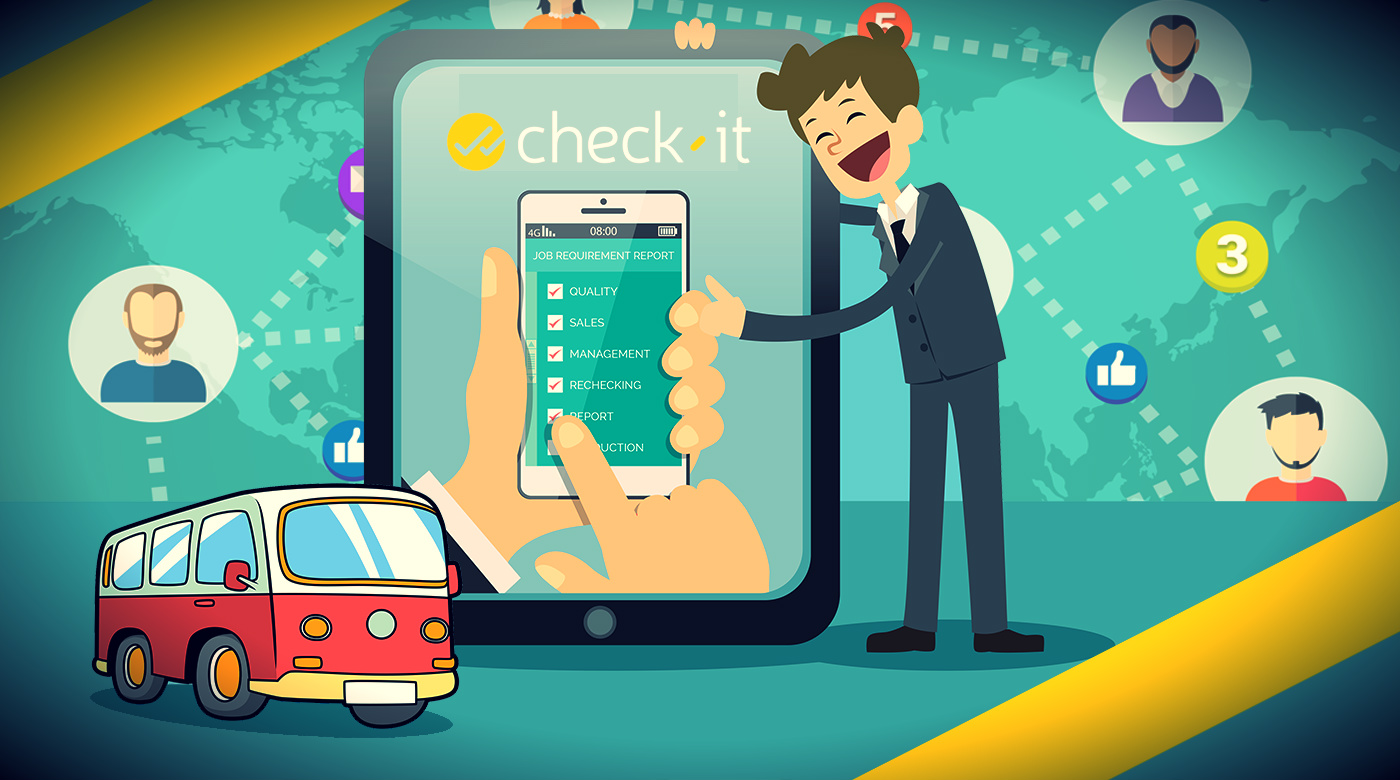 5
check-it
4G 08:00
JOB REQUIREMENT REPORT
QUALITY
SALES
MANAGEMENT
3
RECHECKING
REPORT